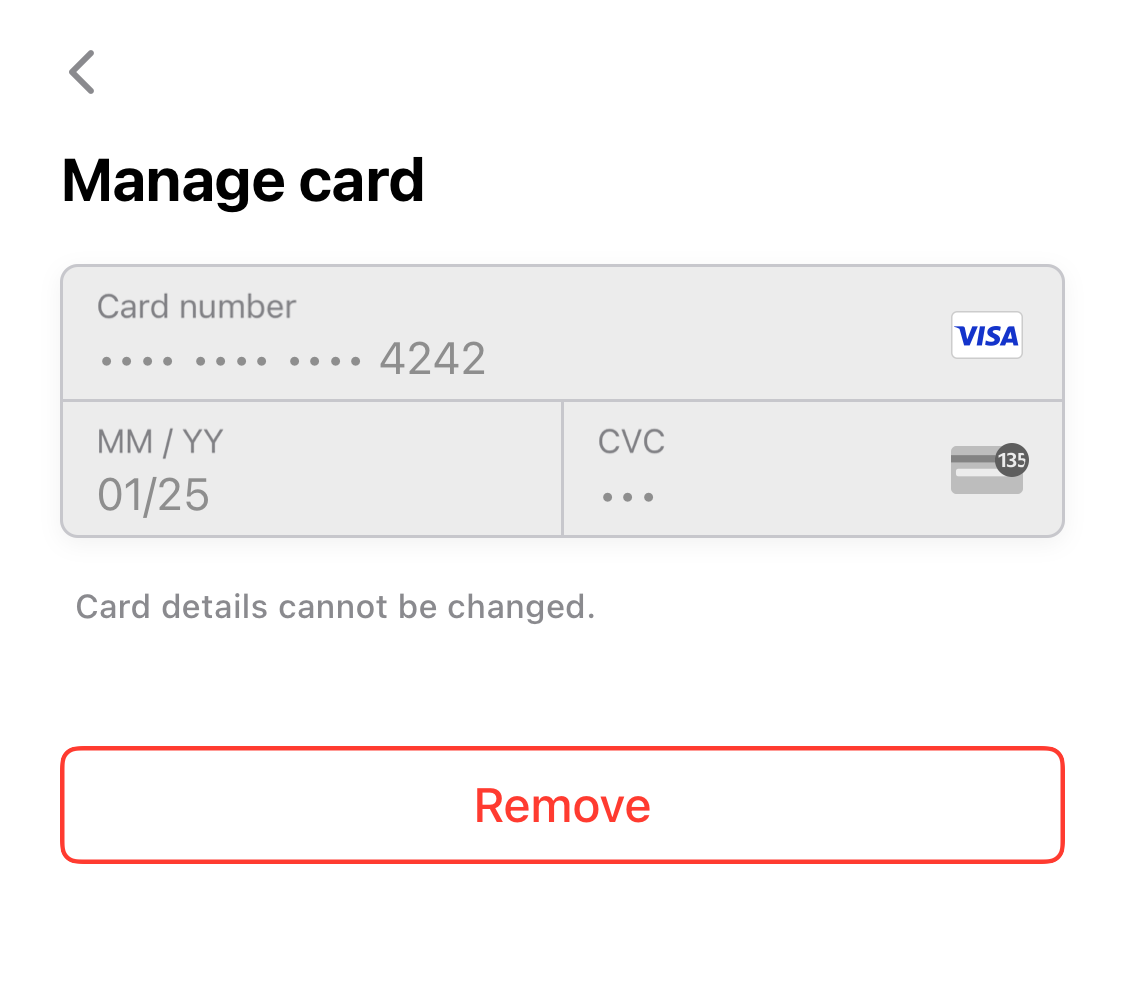 Manage card
Card number
•••• •••• •••• 4242
VISA
MM / YY
01/25
CVC
•••
135
Card details cannot be changed.
Remove